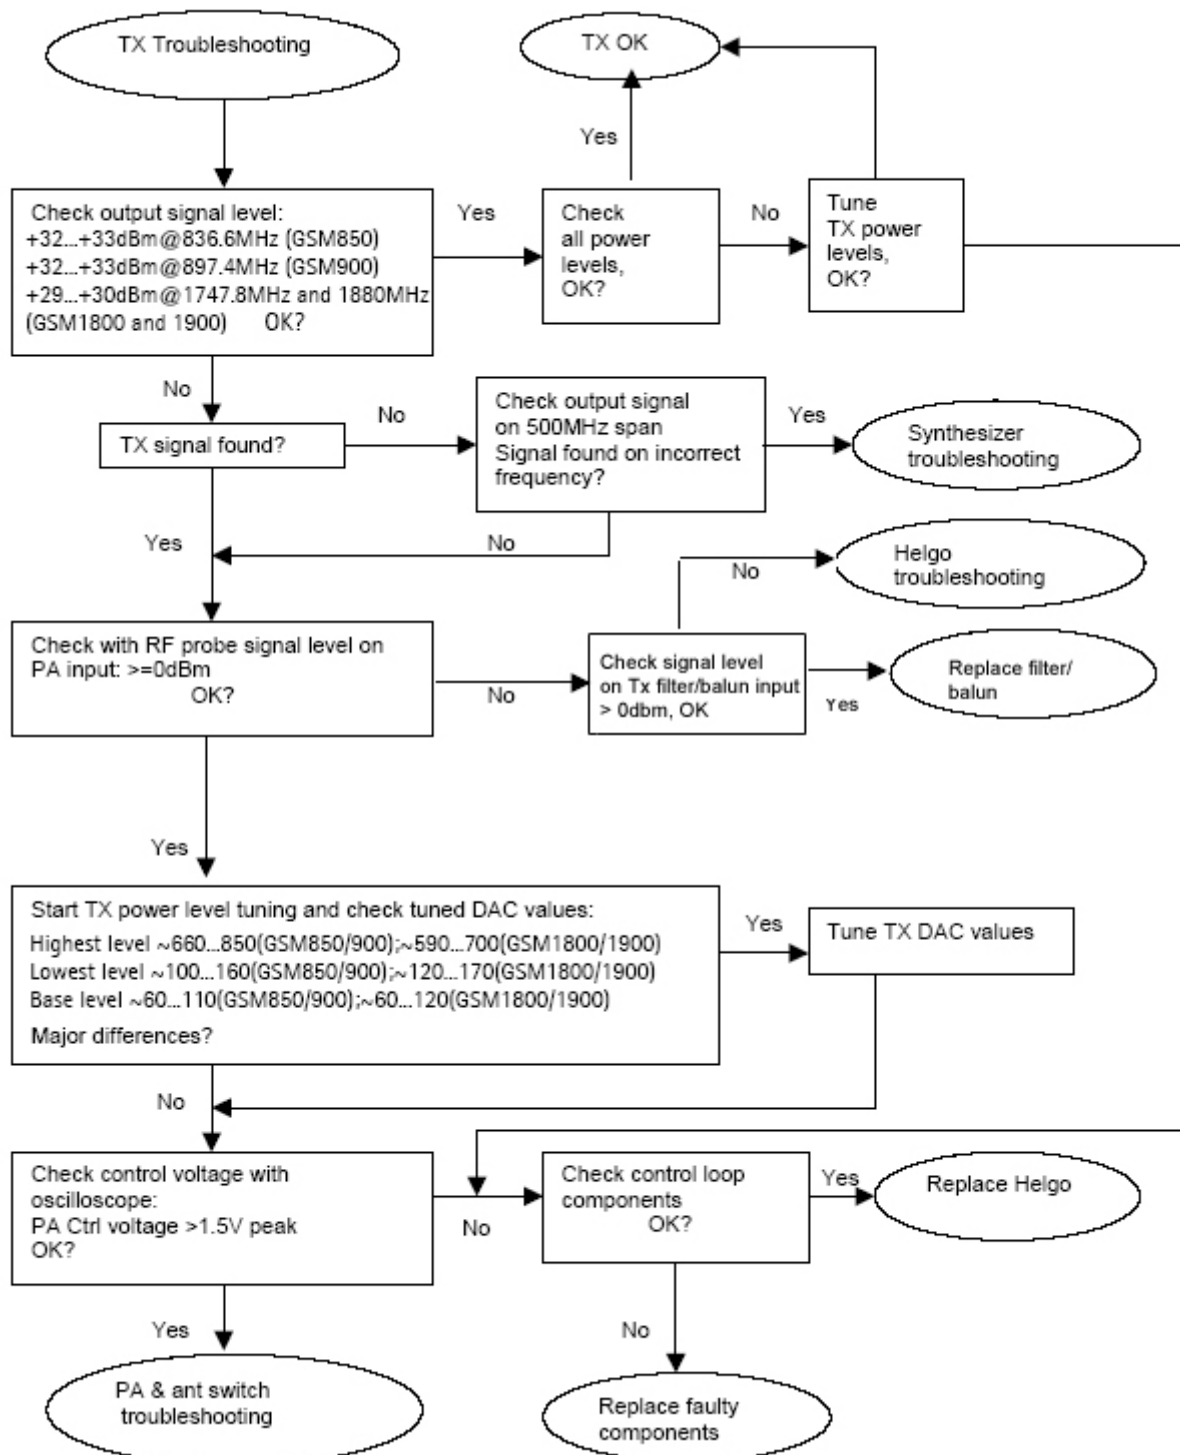 TX Troubleshooting
TX OK
Yes
Check output signal level:
+32...+33dBm@836.6MHz (GSM850)
+32...+33dBm@897.4MHz (GSM900)
+29...+30dBm@1747.8MHz and 1880MHz
(GSM1800 and 1900) OK?
Yes
Check
all power
levels,
OK?
No
Tune
TX power
levels,
OK?
No
TX signal found?
No
Check output signal
on 500MHz span
Signal found on incorrect
frequency?
Yes
Synthesizer
troubleshooting
Yes
No
Helgo
troubleshooting
No
Check with RF probe signal level on
PA input: >=0dBm
OK?
No
Check signal level
on Tx filter/balun input
> 0dbm, OK
Yes
Replace filter/
balun
Yes
Start TX power level tuning and check tuned DAC values:
Highest level ~660...850(GSM850/900);~590...700(GSM1800/1900)
Lowest level ~100...160(GSM850/900);~120...170(GSM1800/1900)
Base level ~60...110(GSM850/900);~60...120(GSM1800/1900)
Major differences?
Yes
Tune TX DAC values
No
Check control voltage with
oscilloscope:
PA Ctrl voltage >1.5V peak
OK?
No
Check control loop
components
OK?
Yes
Replace Helgo
Yes
No
PA & ant switch
troubleshooting
Replace faulty
components